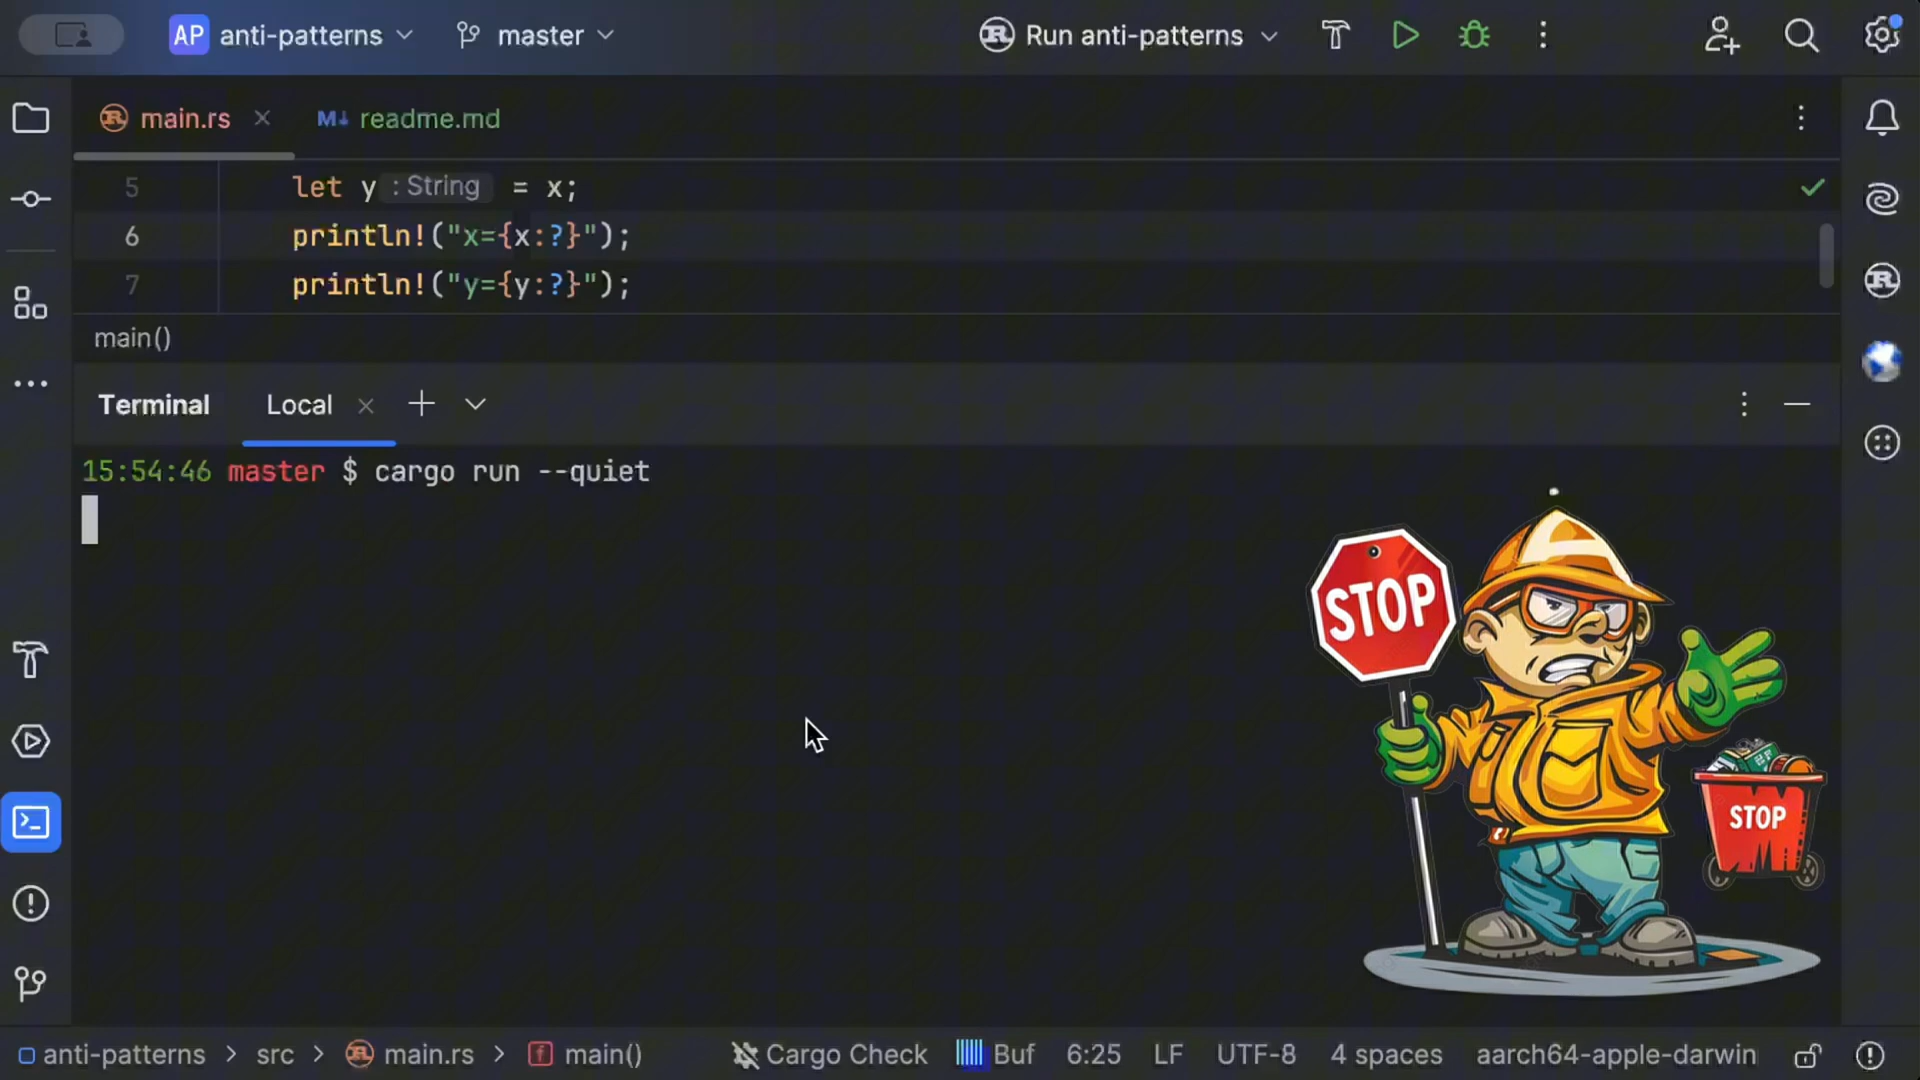 AP anti-patterns master Run anti-patterns
main.rs M↓ readme.md
5 let y : String = x;
6 println!("x={x:?}");
7 println!("y={y:?}");
main()
Terminal Local
15:54:46 master $ cargo run --quiet
STOP
STOP
anti-patterns > src > main.rs > main() Cargo Check Buf 6:25 LF UTF-8 4 spaces aarch64-apple-darwin